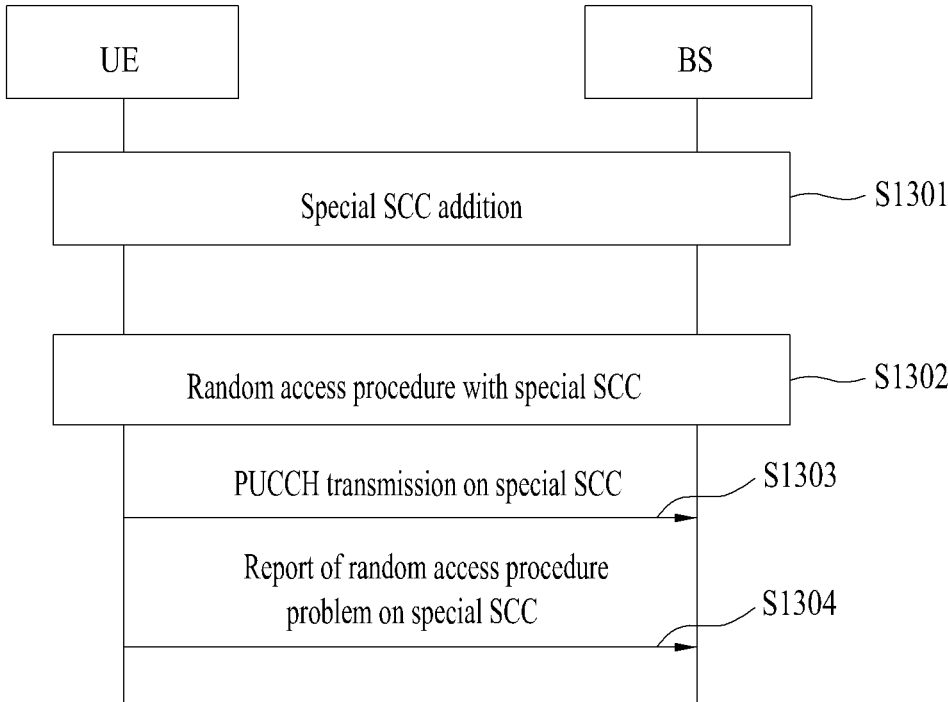 UE
BS
Special SCC addition
S1301
Random access procedure with special SCC
S1302
PUCCH transmission on special SCC
S1303
Report of random access procedure
problem on special SCC
S1304